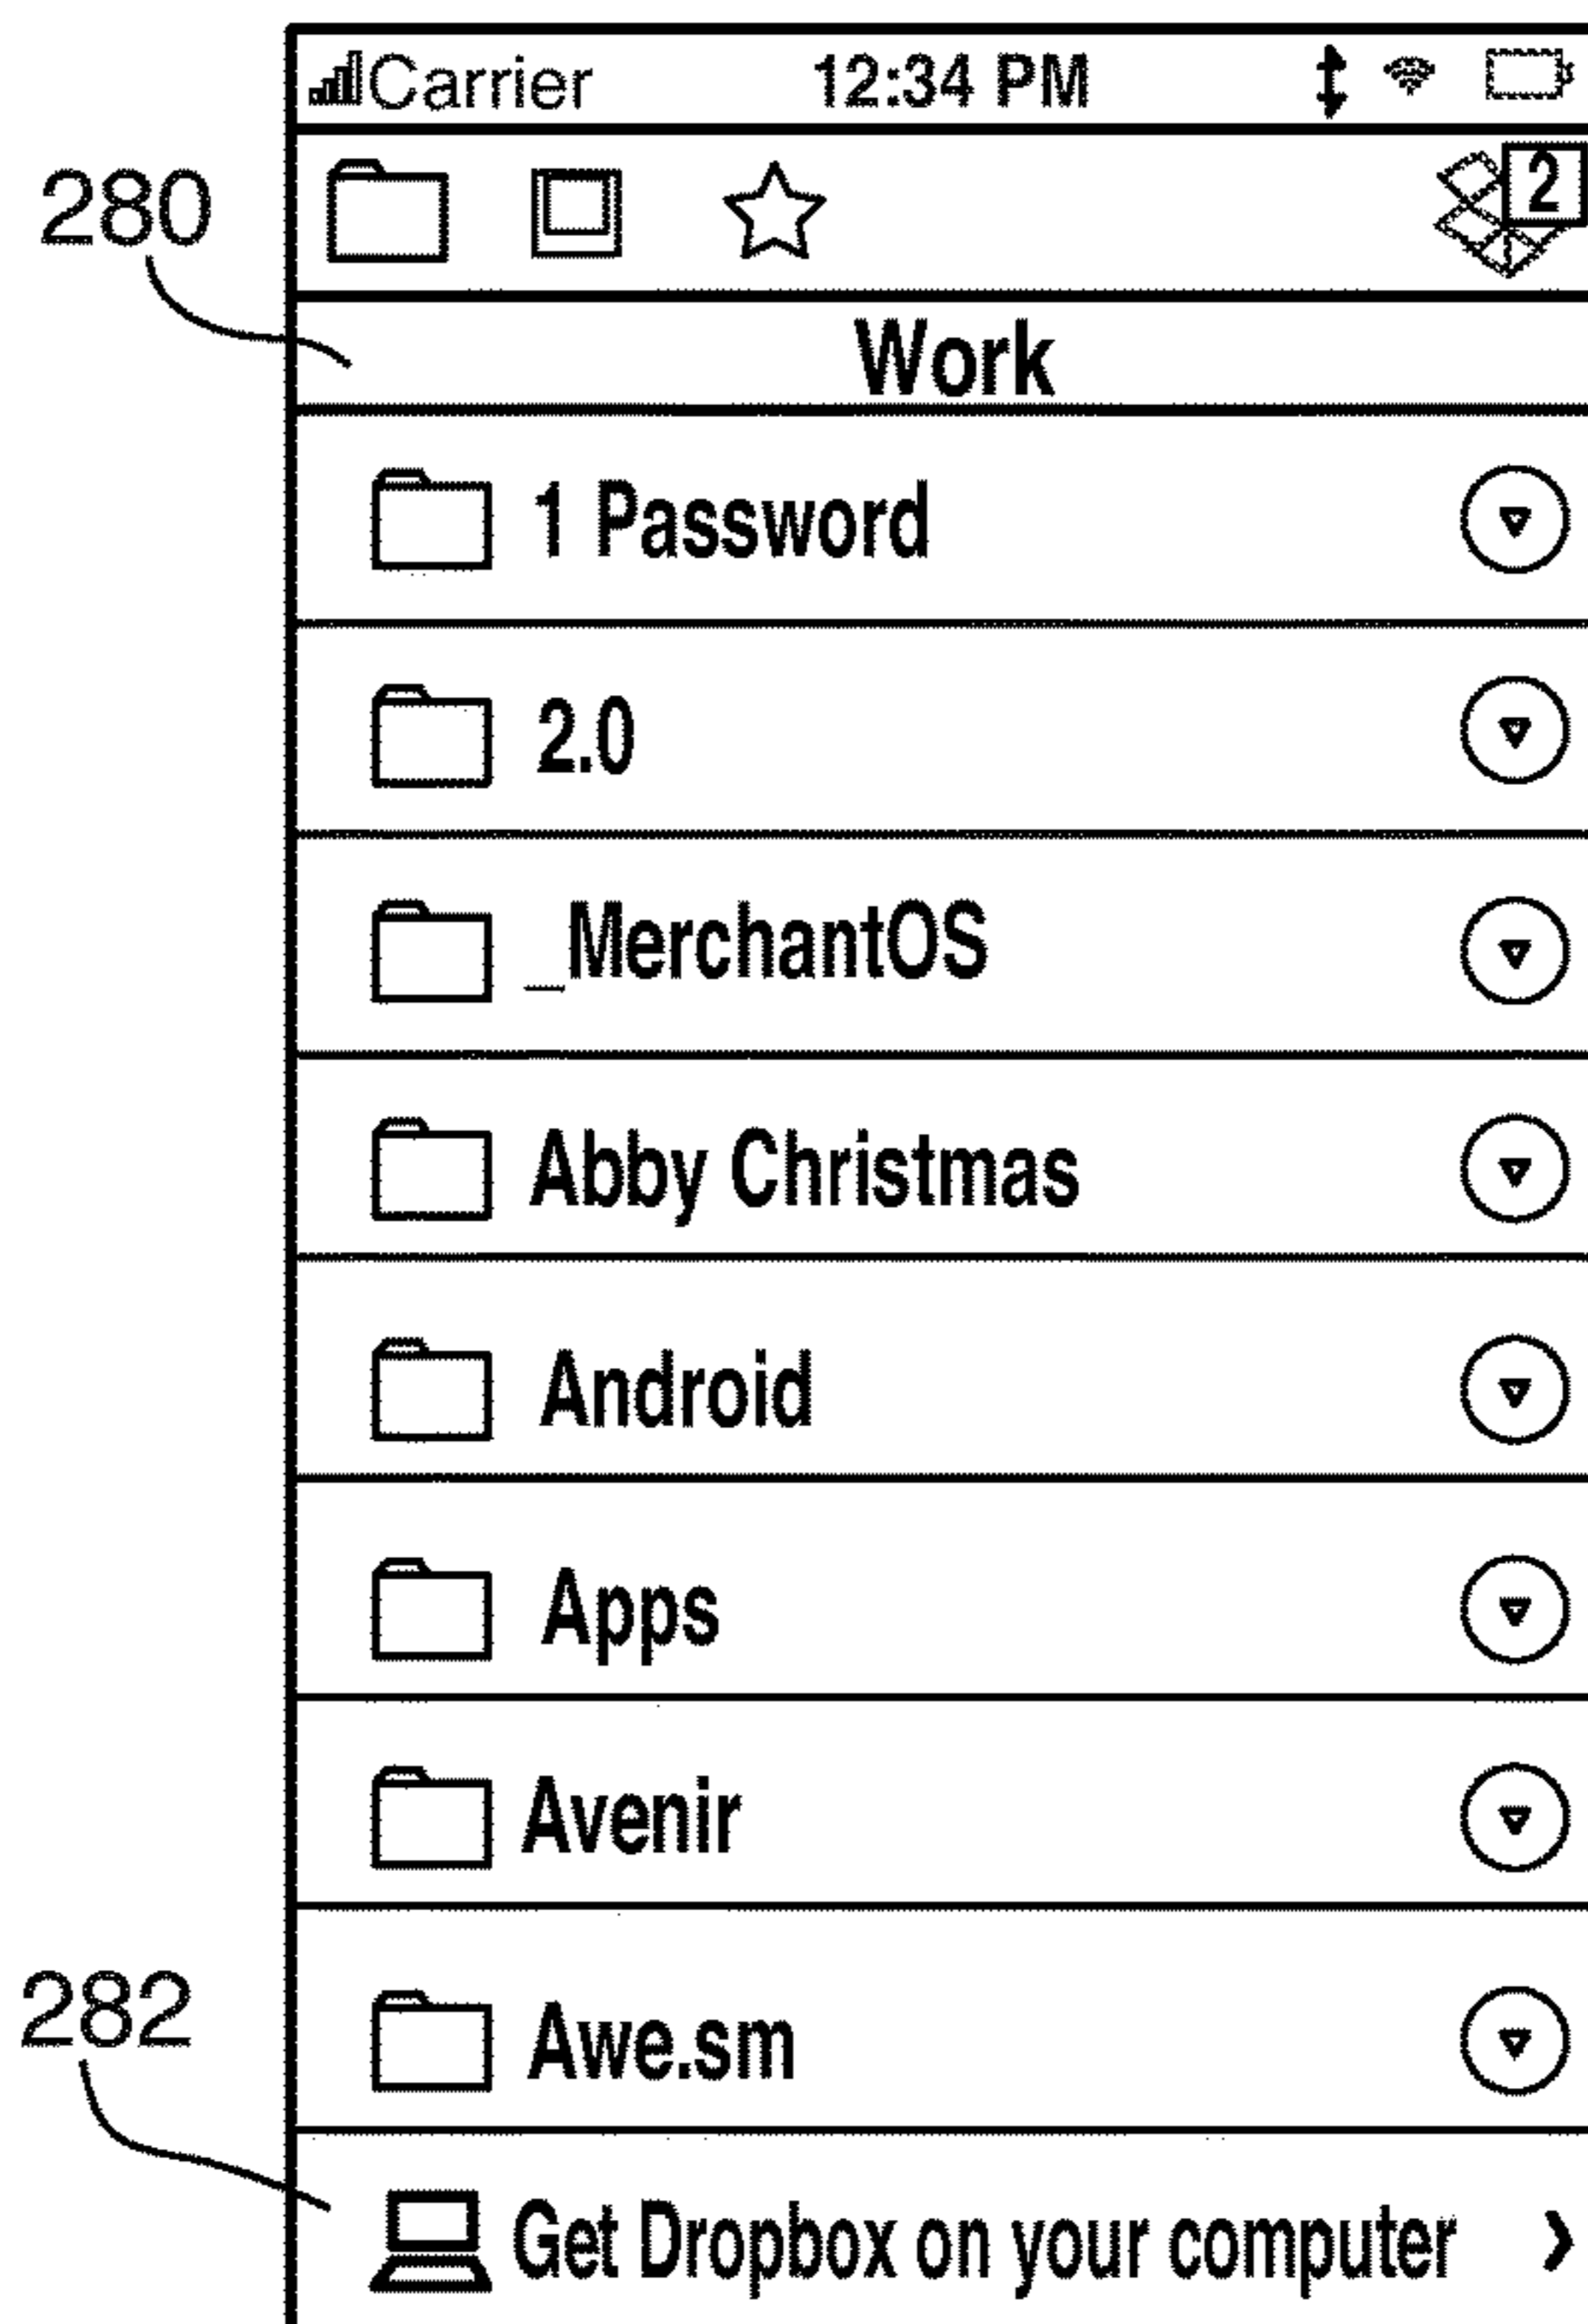 Carrier 12:34 PM
280
2
Work
1 Password
2.0
_MerchantOS
Abby Christmas
Android
Apps
Avenir
Awe.sm
282
Get Dropbox on your computer